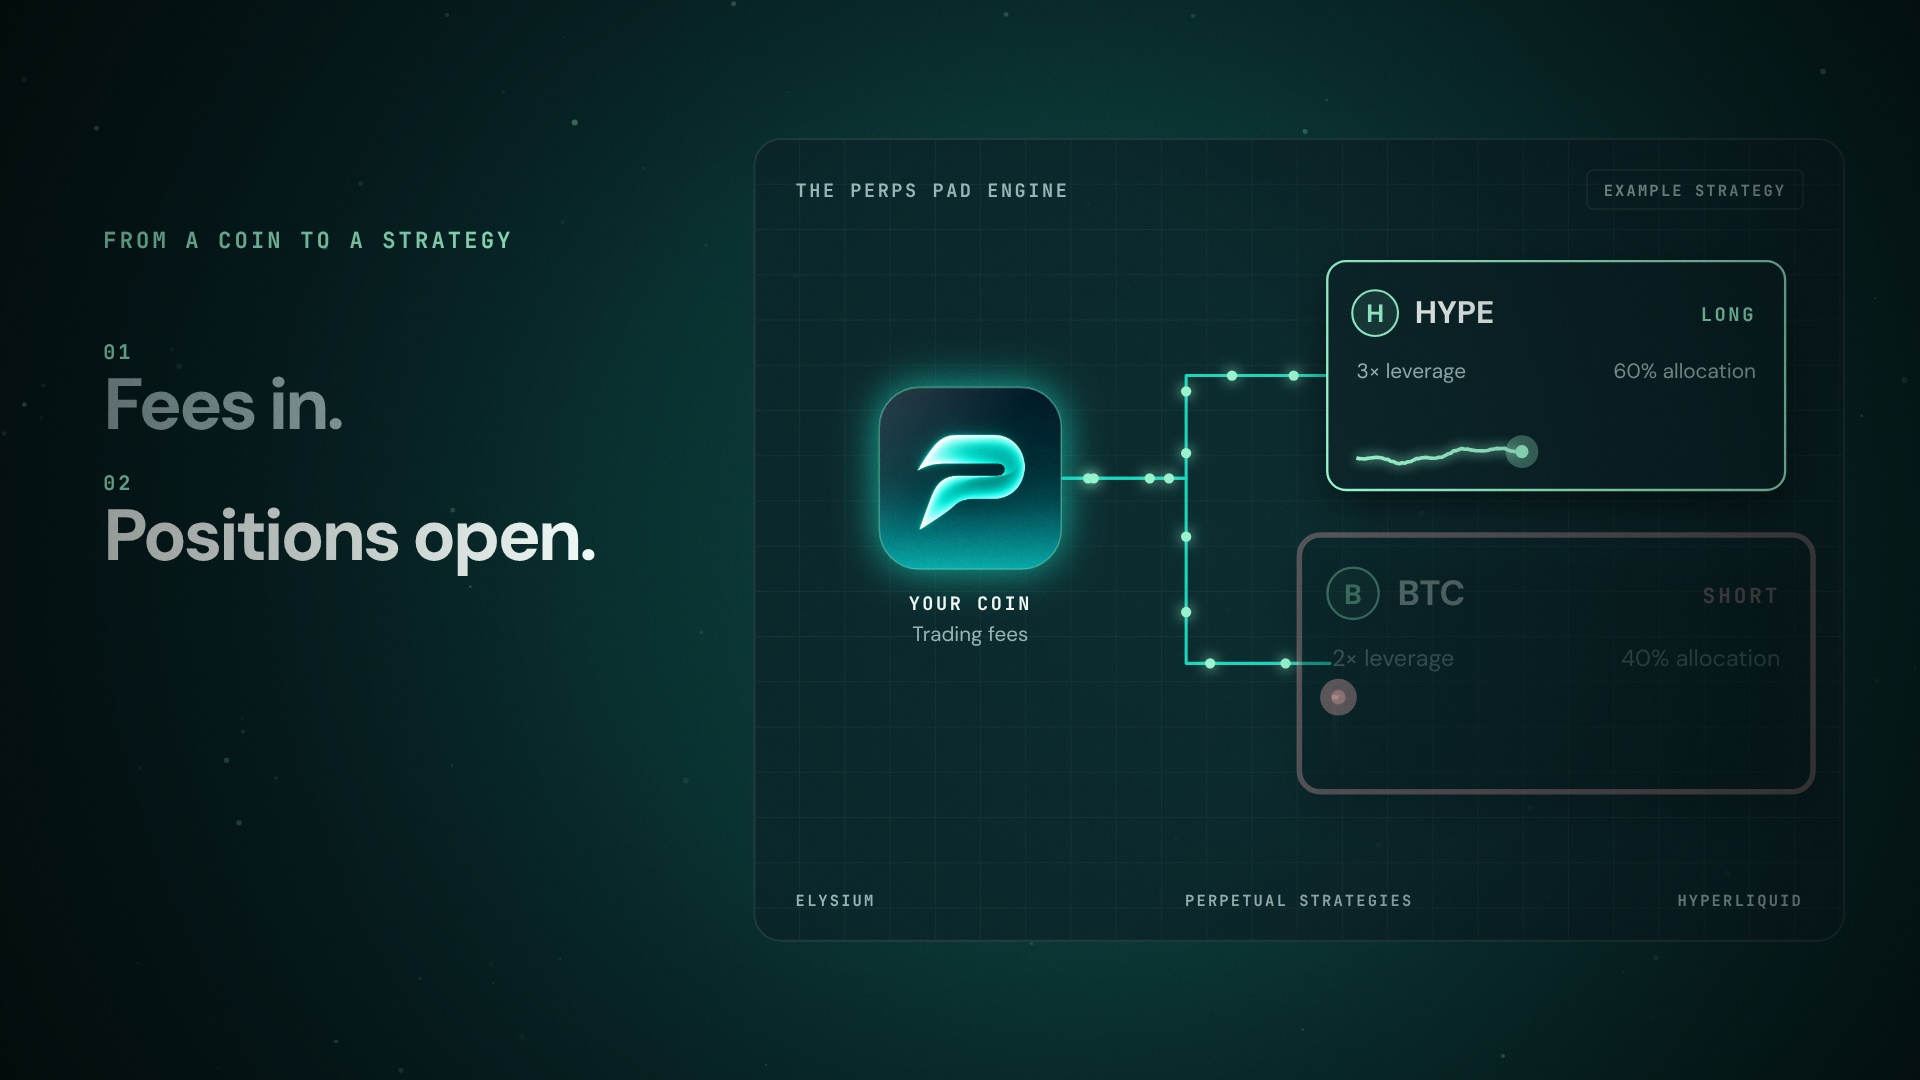 FROM A COIN TO A STRATEGY
01
Fees in.
02
Positions open.
THE PERPS PAD ENGINE
EXAMPLE STRATEGY
H HYPE LONG
3× leverage 60% allocation
YOUR COIN
Trading fees
B BTC SHORT
2× leverage 40% allocation
ELYSIUM PERPETUAL STRATEGIES HYPERLIQUID